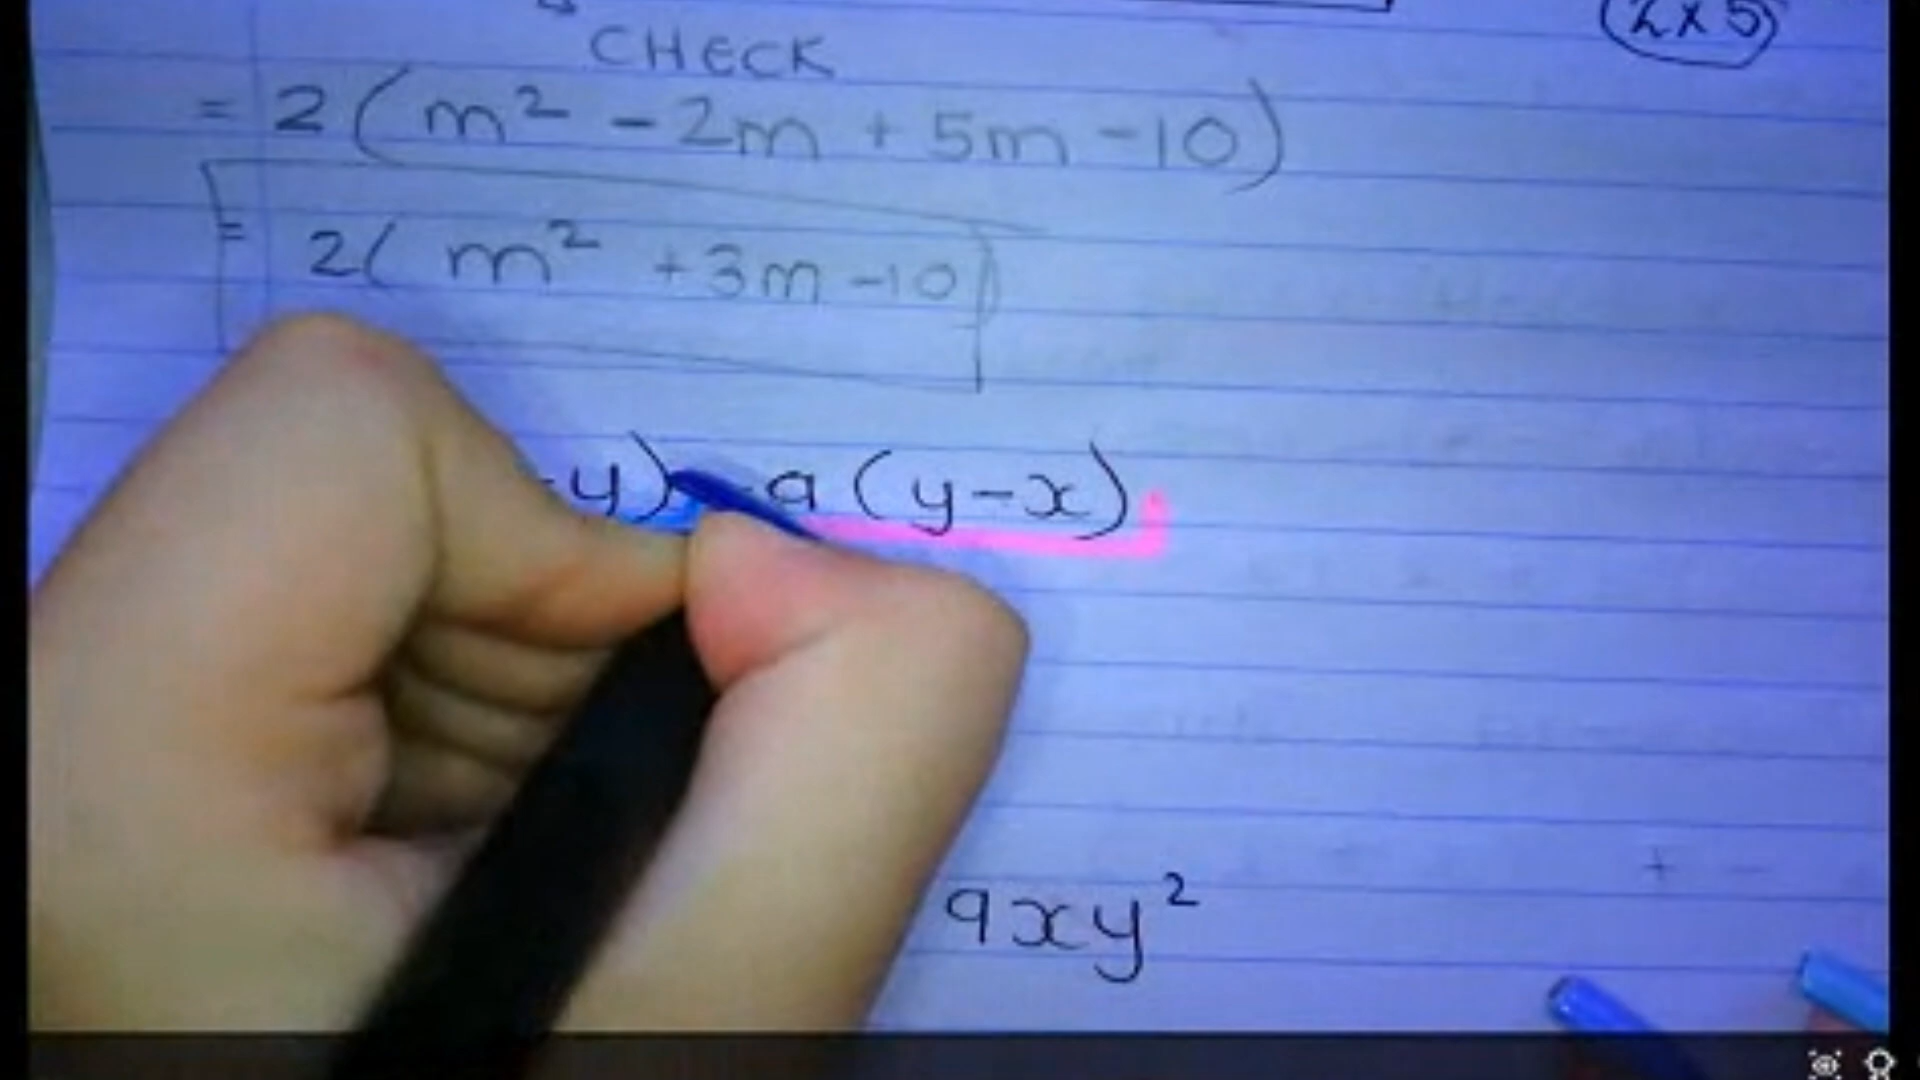 2x5
CHECK
= 2 ( m² - 2m + 5m - 10 )
= 2( m² + 3m - 10 )
y) - a ( y - x )
9xy²
+ -